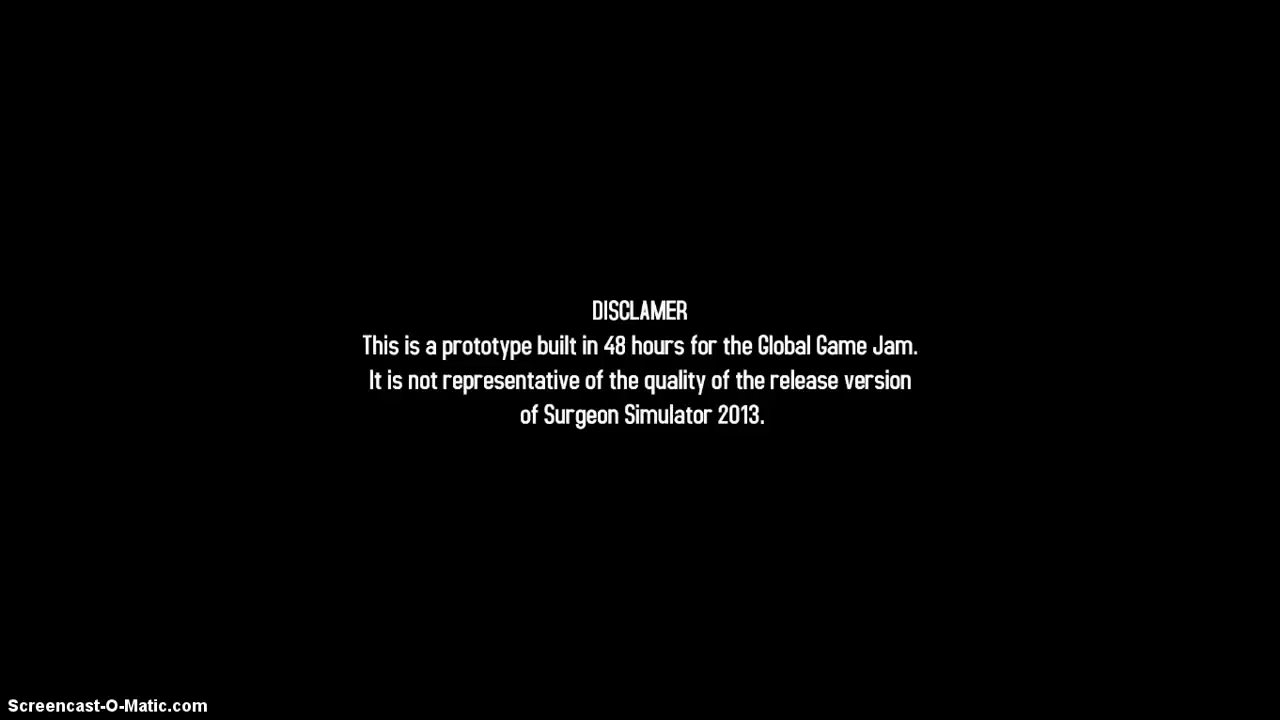 DISCLAMER
This is a prototype built in 48 hours for the Global Game Jam.
It is not representative of the quality of the release version
of Surgeon Simulator 2013.
Screencast-O-Matic.com